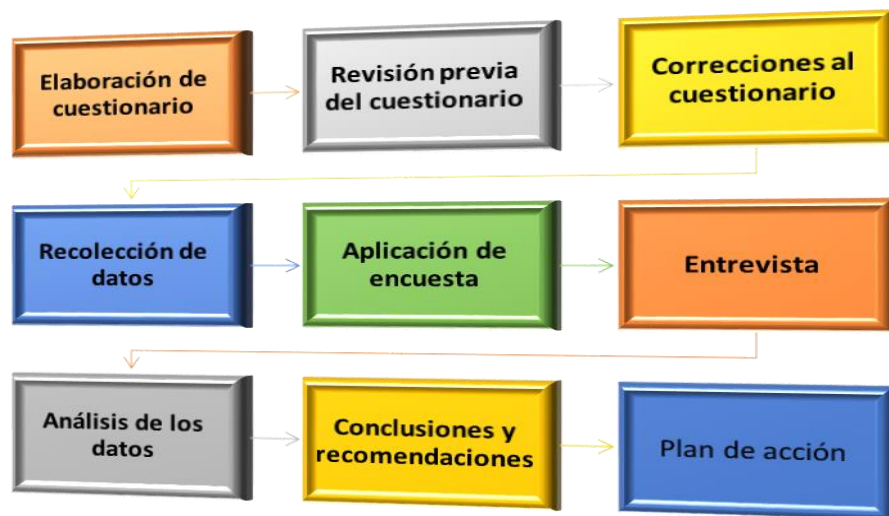 Elaboración de
cuestionario
Revisión previa
del cuestionario
Correcciones al
cuestionario
Recolección de
datos
Aplicación de
encuesta
Entrevista
Análisis de los
datos
Conclusiones y
recomendaciones
Plan de acción